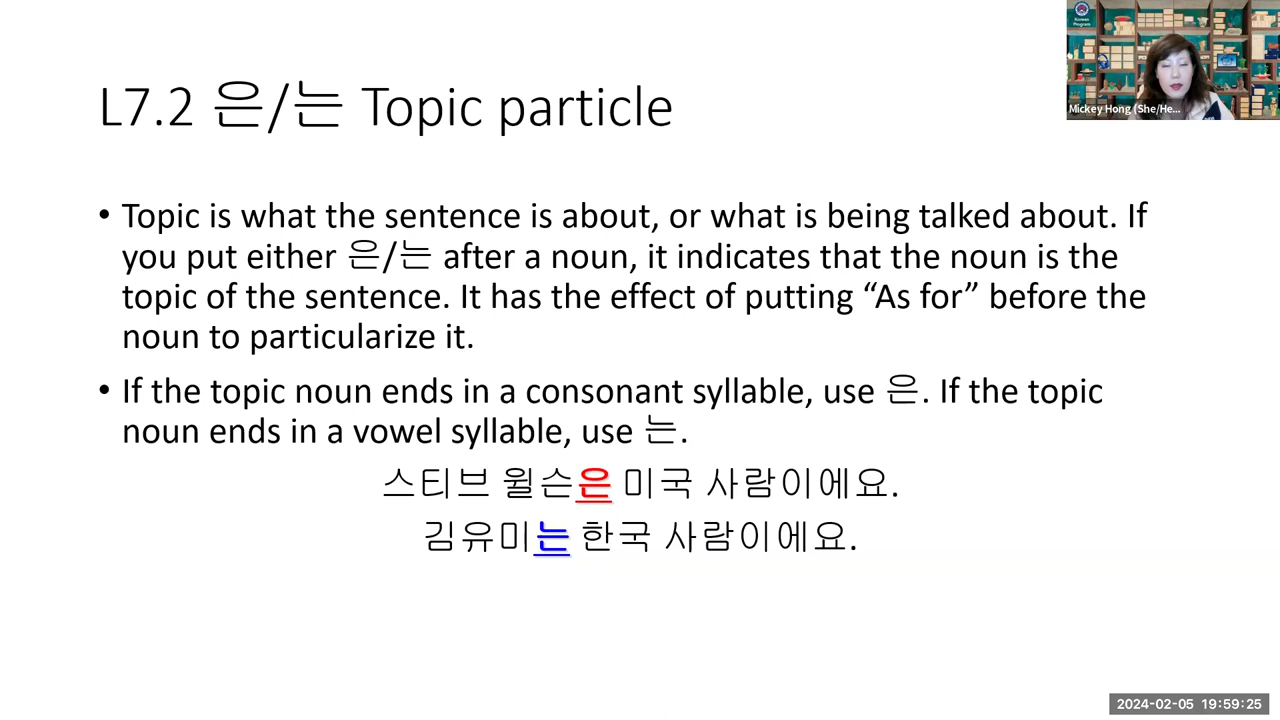 L7.2 은/는 Topic particle
Korean
Program
Mickey Hong (She/He...
• Topic is what the sentence is about, or what is being talked about. If
you put either 은/는 after a noun, it indicates that the noun is the
topic of the sentence. It has the effect of putting “As for” before the
noun to particularize it.
• If the topic noun ends in a consonant syllable, use 은. If the topic
noun ends in a vowel syllable, use 는.
스티브 윌슨은 미국 사람이에요.
김유미는 한국 사람이에요.
2024-02-05 19:59:25